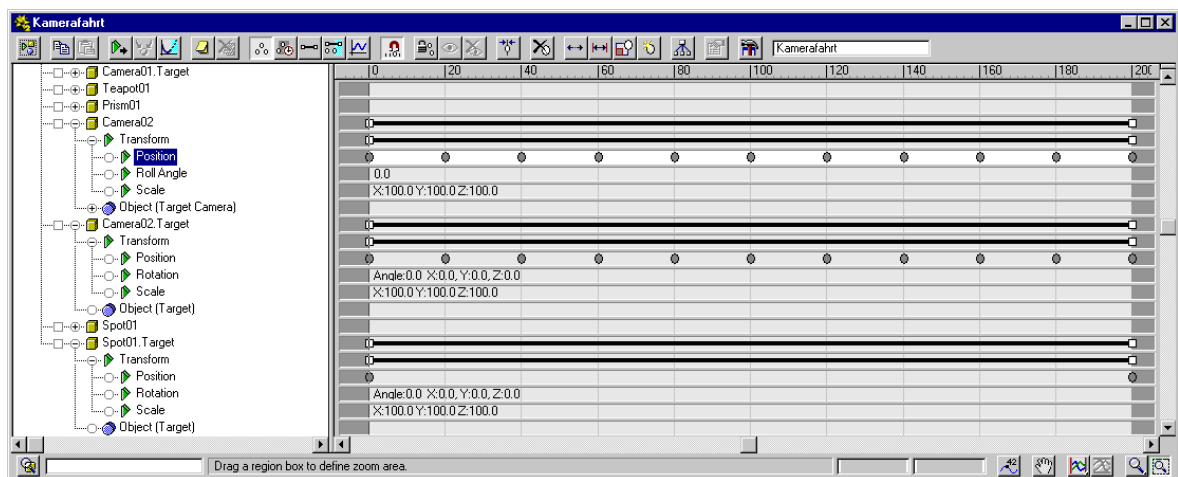 Kamerafahrt
Kamerafahrt
0 20 40 60 80 100 120 140 160 180 200
Camera01.Target
Teapot01
Prism01
Camera02
Transform
Position
Roll Angle 0.0
Scale X:100.0 Y:100.0 Z:100.0
Object (Target Camera)
Camera02.Target
Transform
Position
Rotation Angle:0.0 X:0.0, Y:0.0, Z:0.0
Scale X:100.0 Y:100.0 Z:100.0
Object (Target)
Spot01
Spot01.Target
Transform
Position
Rotation Angle:0.0 X:0.0, Y:0.0, Z:0.0
Scale X:100.0 Y:100.0 Z:100.0
Object (Target)
Drag a region box to define zoom area.
42